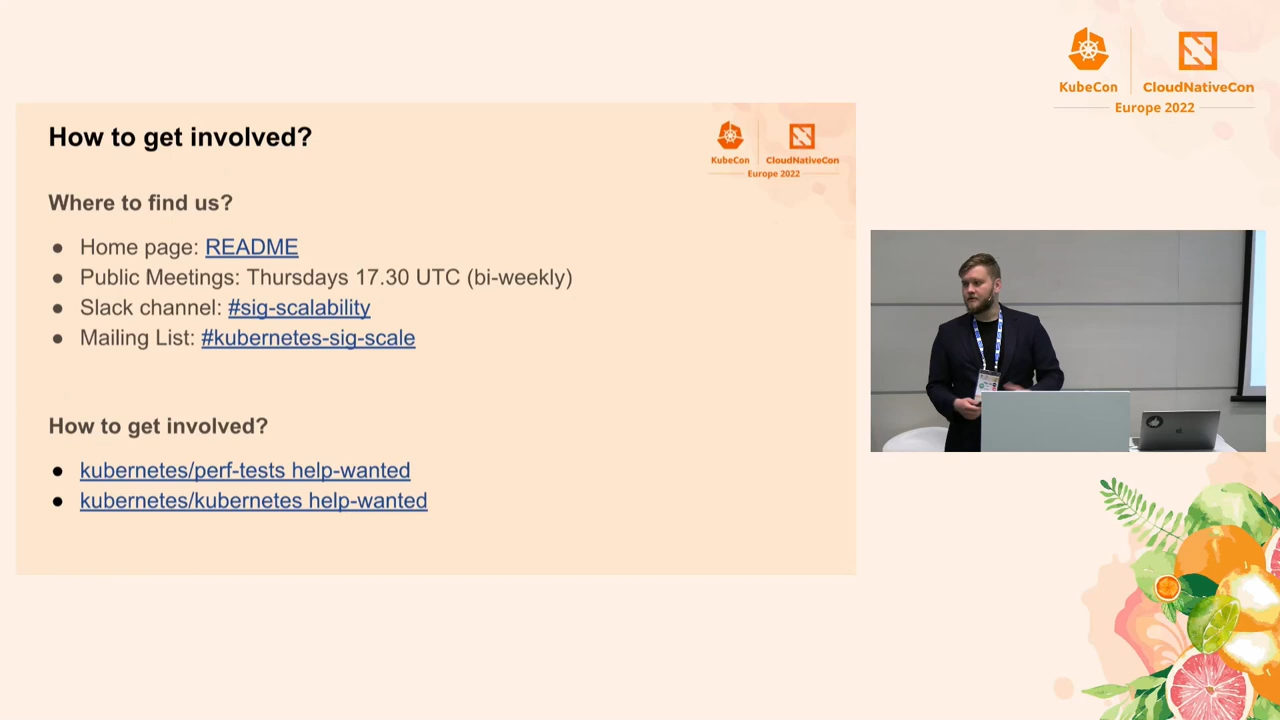 KubeCon
CloudNativeCon
Europe 2022
How to get involved?
KubeCon
CloudNativeCon
Europe 2022
Where to find us?
● Home page: README
● Public Meetings: Thursdays 17.30 UTC (bi-weekly)
● Slack channel: #sig-scalability
● Mailing List: #kubernetes-sig-scale
How to get involved?
● kubernetes/perf-tests help-wanted
● kubernetes/kubernetes help-wanted